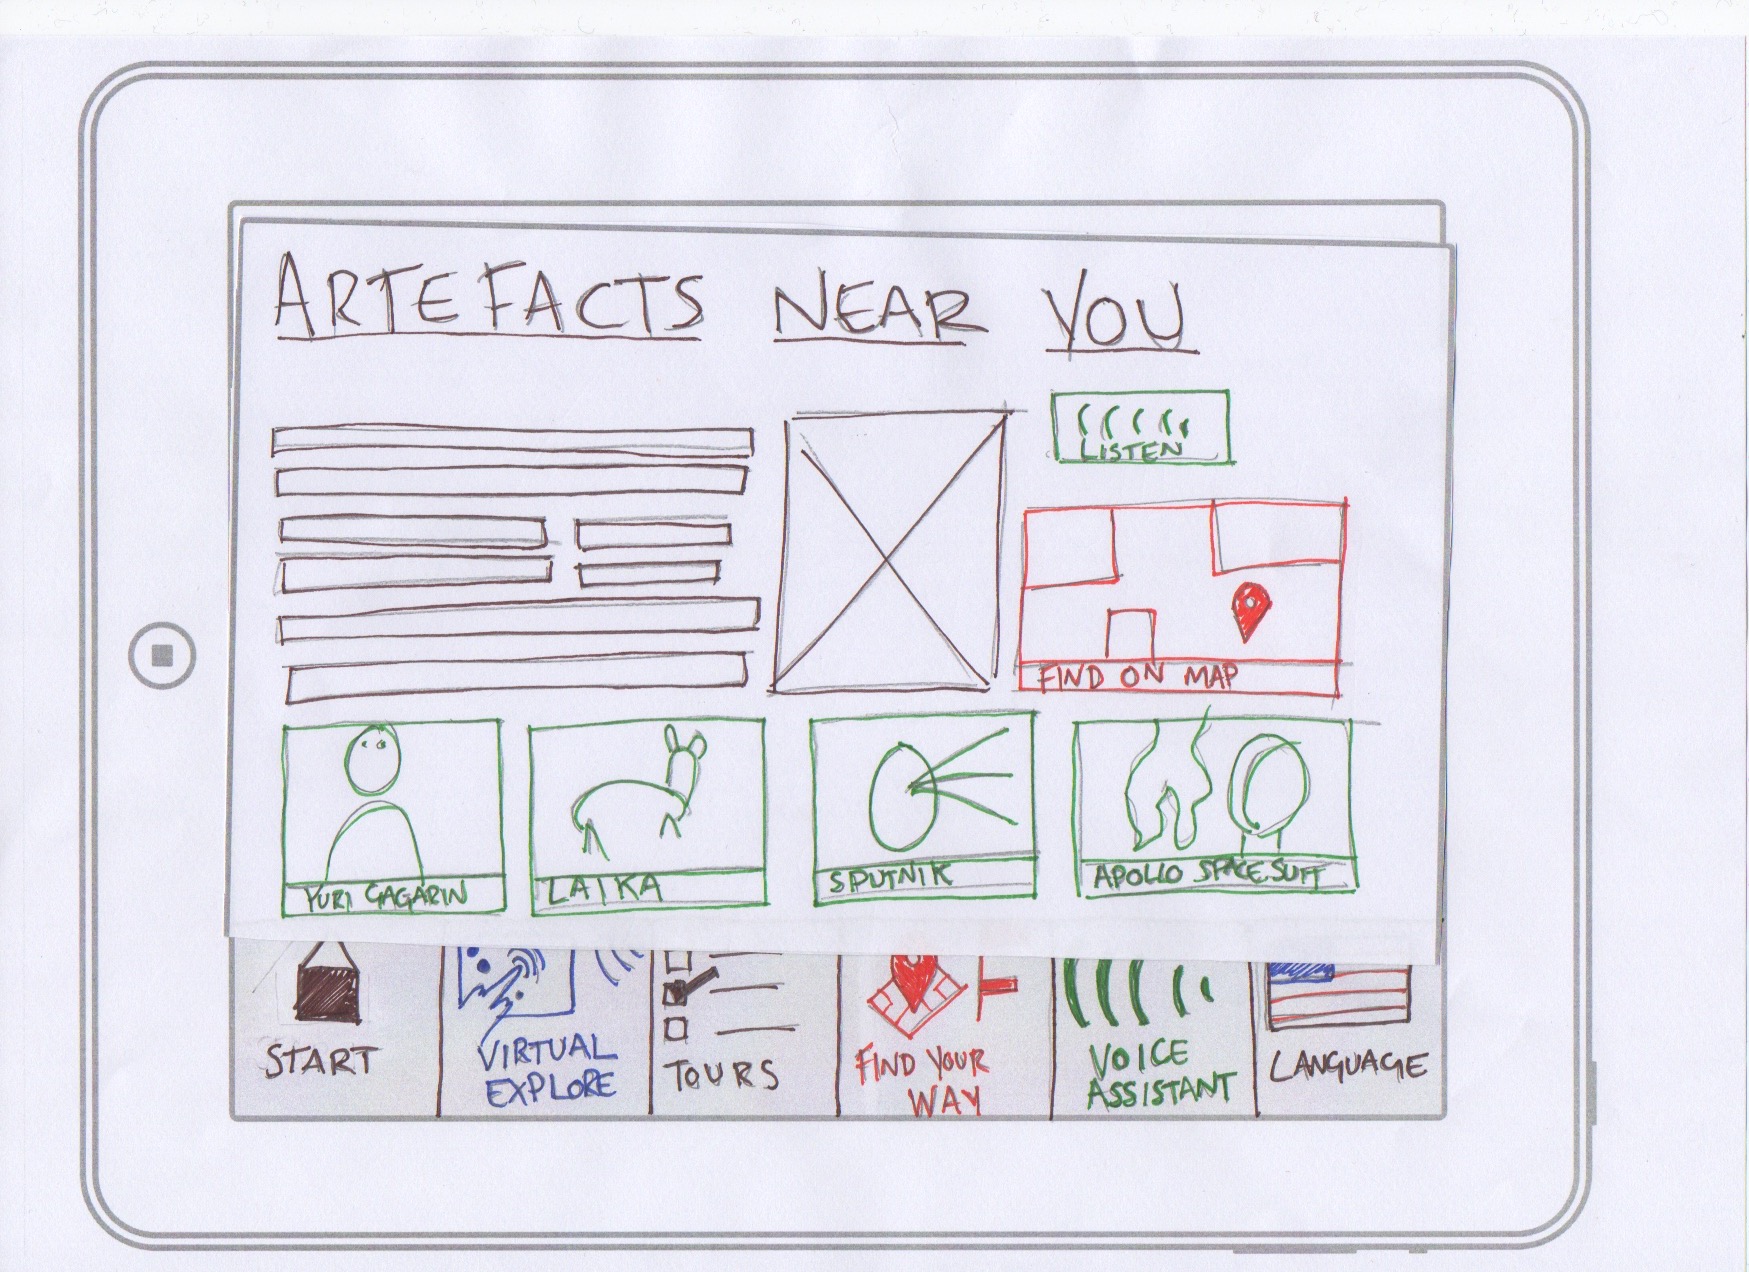 ARTEFACTS NEAR YOU
LISTEN
FIND ON MAP
YURI GAGARIN
LAIKA
SPUTNIK
APOLLO SPACE SUIT
START
VIRTUAL
EXPLORE
TOURS
FIND YOUR
WAY
VOICE
ASSISTANT
LANGUAGE